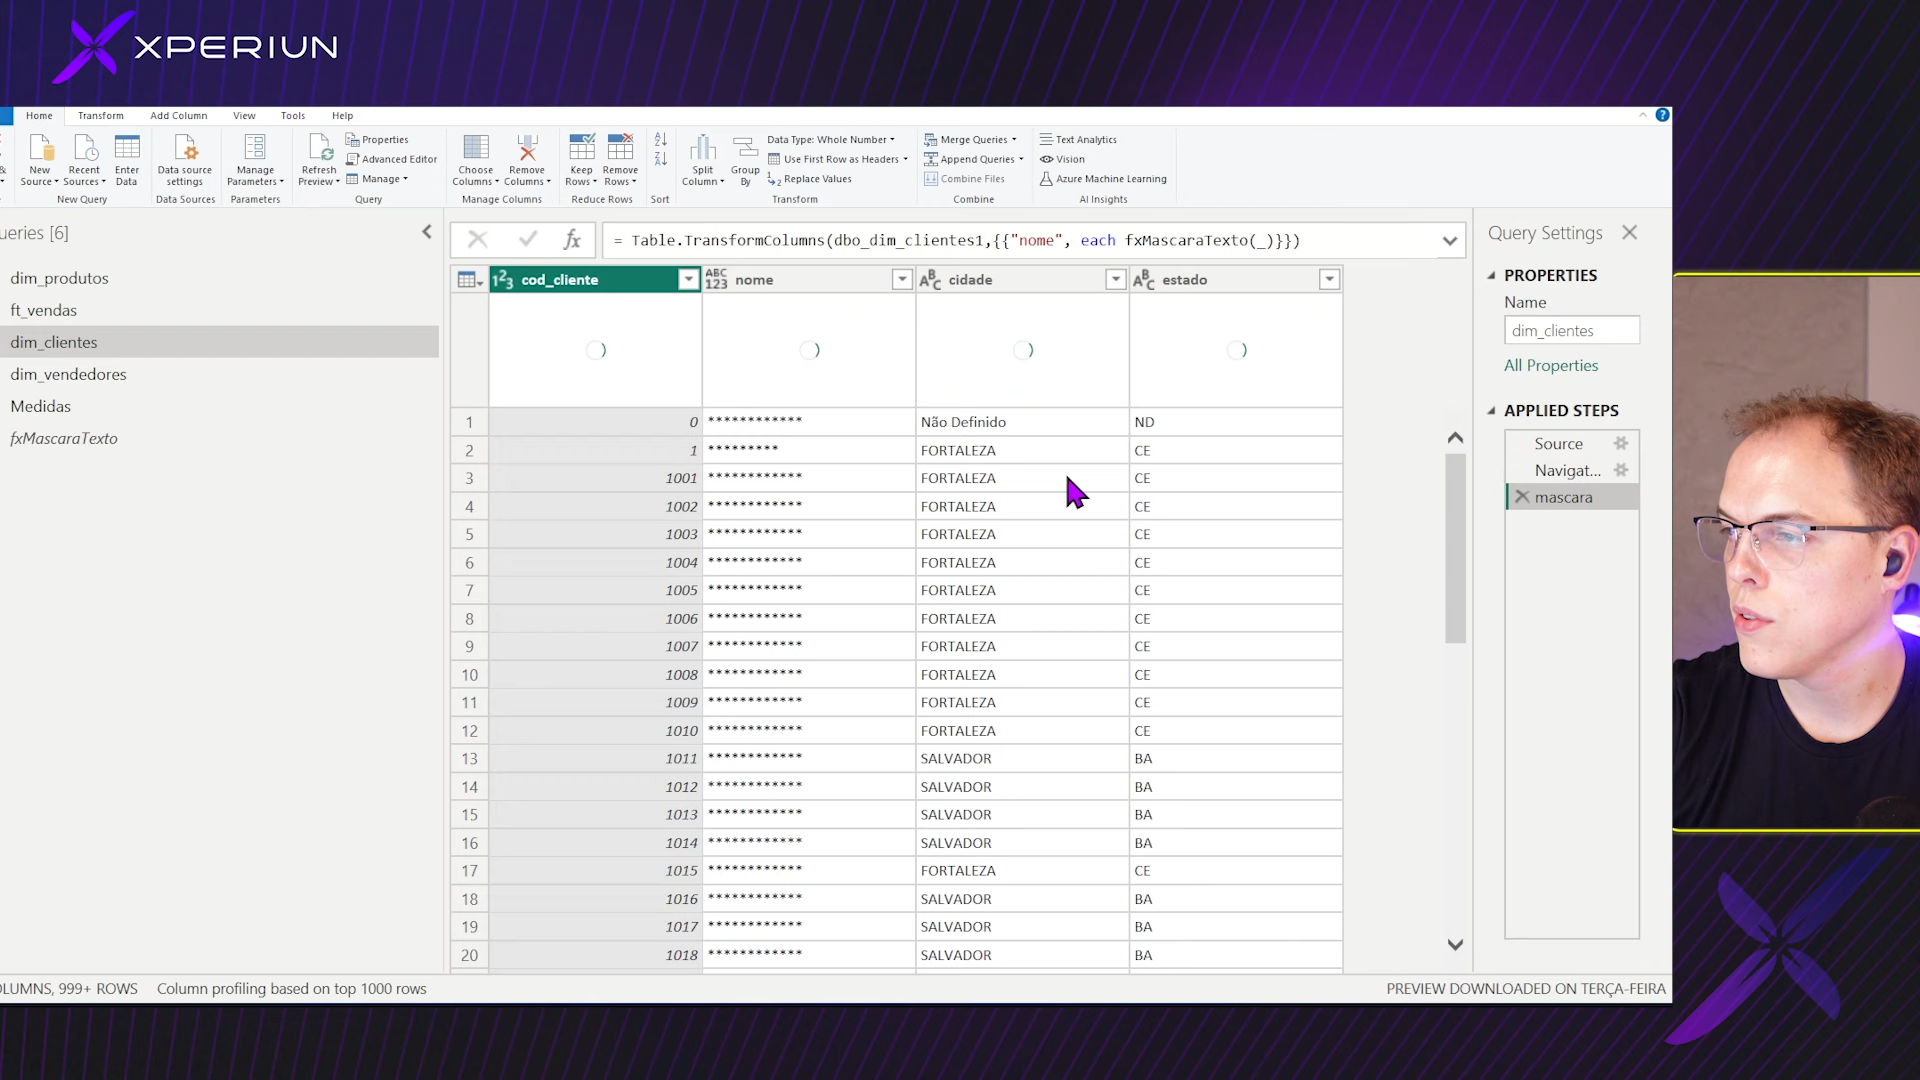 XPERIUN
Home Transform Add Column View Tools Help
New Source
Recent Sources
Enter Data
New Query
Data source settings
Data Sources
Manage Parameters
Parameters
Refresh Preview
Properties
Advanced Editor
Manage
Query
Choose Columns
Remove Columns
Manage Columns
Keep Rows
Remove Rows
Reduce Rows
Sort
Split Column
Group By
Data Type: Whole Number
Use First Row as Headers
Replace Values
Transform
Merge Queries
Append Queries
Combine Files
Combine
Text Analytics
Vision
Azure Machine Learning
AI Insights
ueries [6]
dim_produtos
ft_vendas
dim_clientes
dim_vendedores
Medidas
fxMascaraTexto
= Table.TransformColumns(dbo_dim_clientes1,{{"nome", each fxMascaraTexto(_)}})
cod_cliente nome cidade estado
1 0 ************ Não Definido ND
2 1 ********* FORTALEZA CE
3 1001 ************ FORTALEZA CE
4 1002 ************ FORTALEZA CE
5 1003 ************ FORTALEZA CE
6 1004 ************ FORTALEZA CE
7 1005 ************ FORTALEZA CE
8 1006 ************ FORTALEZA CE
9 1007 ************ FORTALEZA CE
10 1008 ************ FORTALEZA CE
11 1009 ************ FORTALEZA CE
12 1010 ************ FORTALEZA CE
13 1011 ************ SALVADOR BA
14 1012 ************ SALVADOR BA
15 1013 ************ SALVADOR BA
16 1014 ************ SALVADOR BA
17 1015 ************ FORTALEZA CE
18 1016 ************ SALVADOR BA
19 1017 ************ SALVADOR BA
20 1018 ************ SALVADOR BA
Query Settings
PROPERTIES
Name
dim_clientes
All Properties
APPLIED STEPS
Source
Navigat...
mascara
OLUMNS, 999+ ROWS Column profiling based on top 1000 rows
PREVIEW DOWNLOADED ON TERÇA-FEIRA